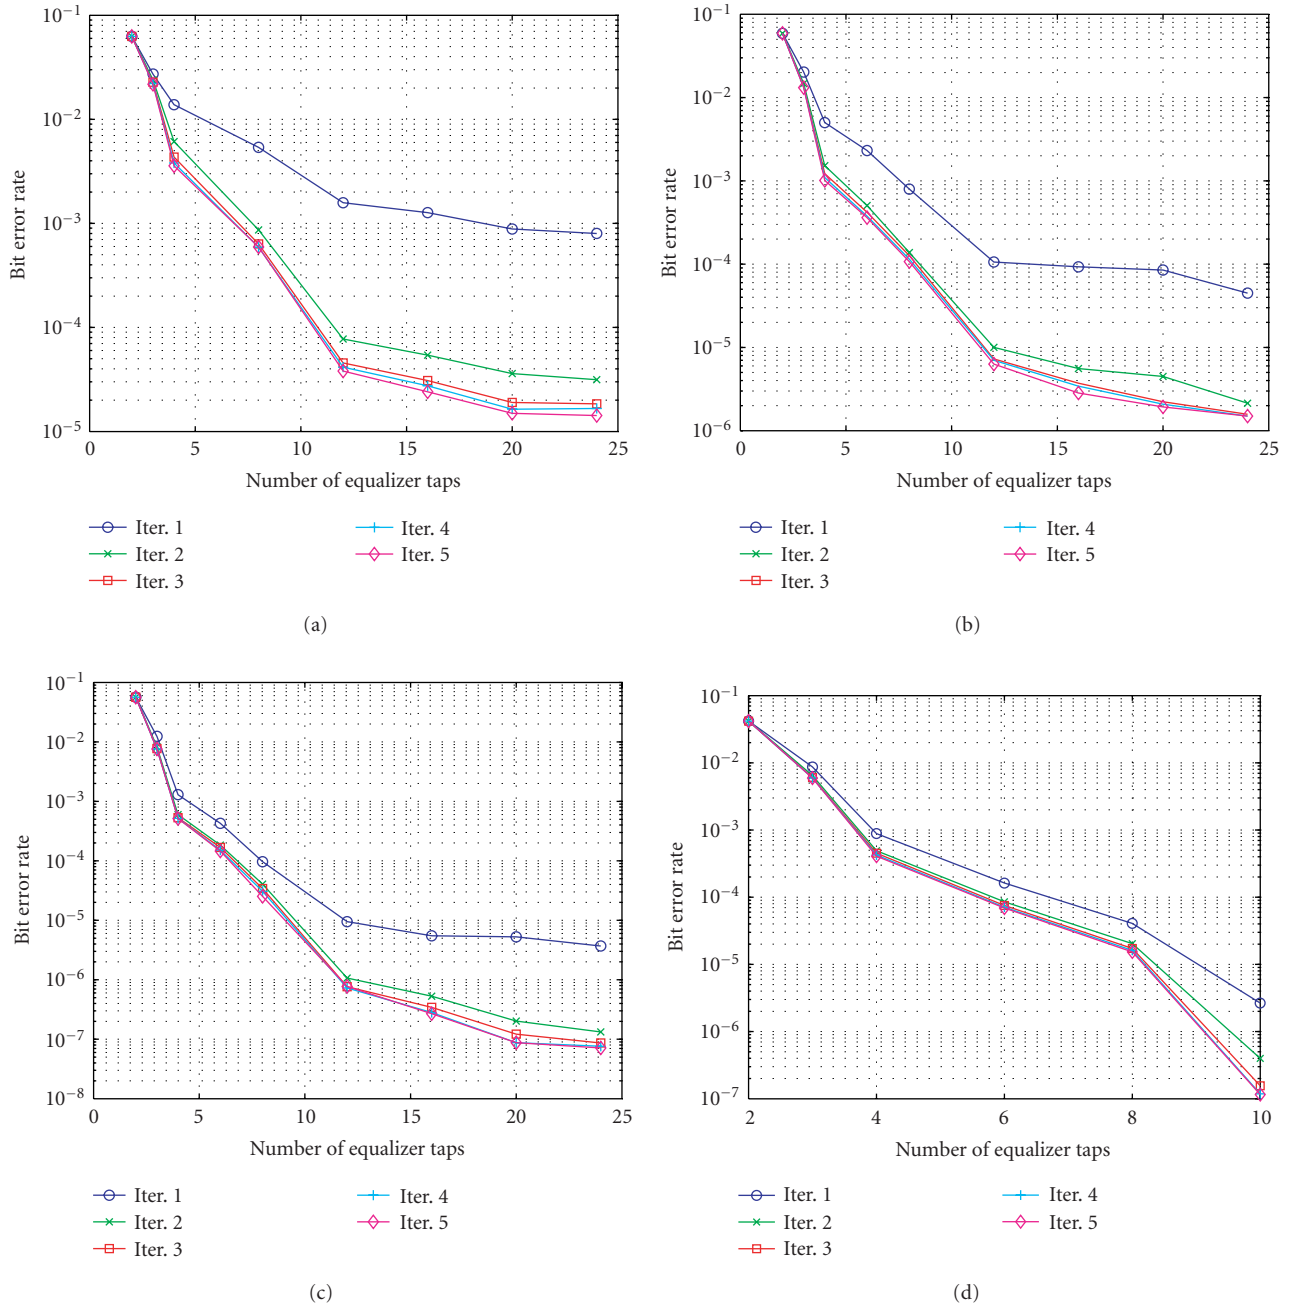 10−1
10−2
10−3
10−4
10−5
Bit error rate
0 5 10 15 20 25
Number of equalizer taps
Iter. 1
Iter. 2
Iter. 3
Iter. 4
Iter. 5
(a)
10−1
10−2
10−3
10−4
10−5
10−6
Bit error rate
0 5 10 15 20 25
Number of equalizer taps
Iter. 1
Iter. 2
Iter. 3
Iter. 4
Iter. 5
(b)
10−1
10−2
10−3
10−4
10−5
10−6
10−7
10−8
Bit error rate
0 5 10 15 20 25
Number of equalizer taps
Iter. 1
Iter. 2
Iter. 3
Iter. 4
Iter. 5
(c)
10−1
10−2
10−3
10−4
10−5
10−6
10−7
Bit error rate
2 4 6 8 10
Number of equalizer taps
Iter. 1
Iter. 2
Iter. 3
Iter. 4
Iter. 5
(d)